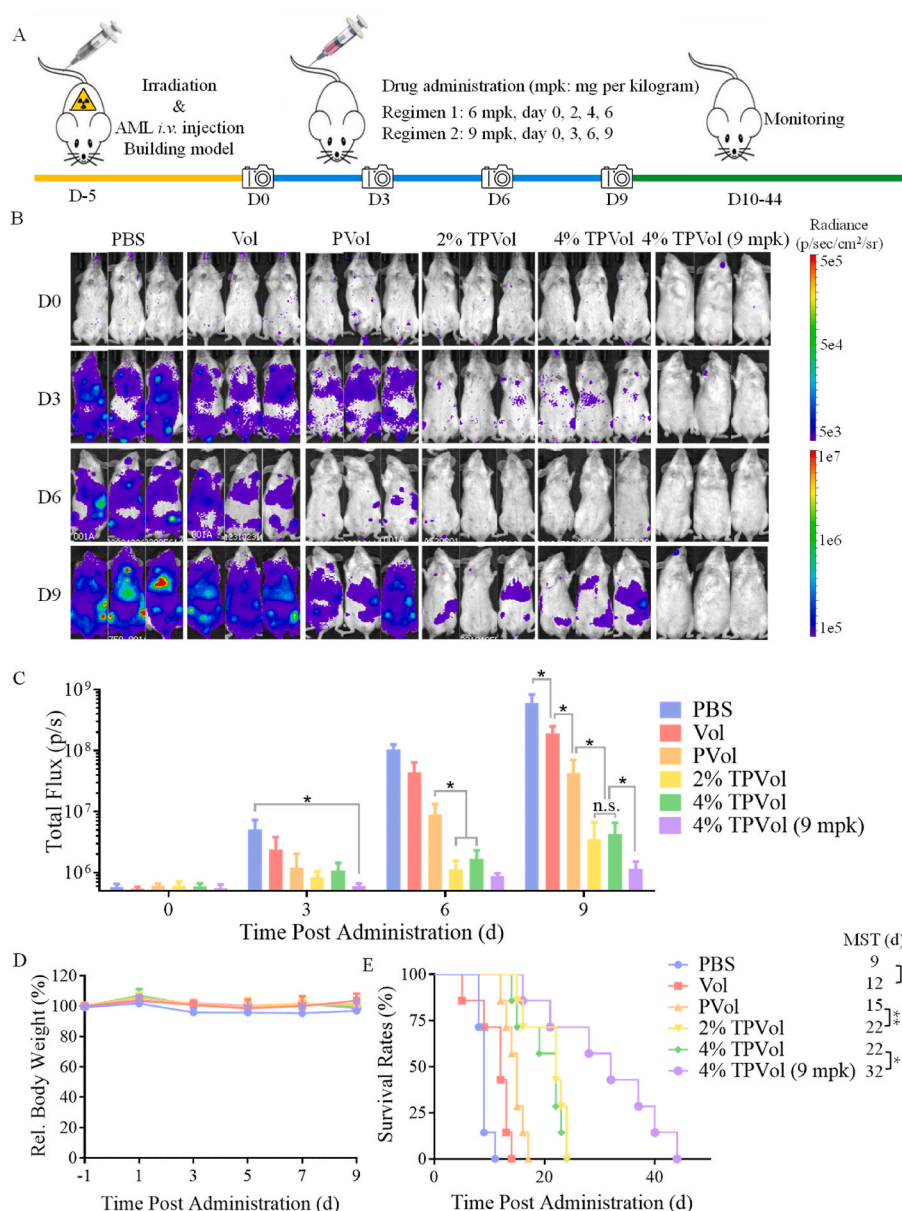 A
Irradiation
&
AML i.v. injection
Building model
Drug administration (mpk: mg per kilogram)
Regimen 1: 6 mpk, day 0, 2, 4, 6
Regimen 2: 9 mpk, day 0, 3, 6, 9
Monitoring
D-5
D0
D3
D6
D9
D10-44
B
PBS
Vol
PVol
2% TPVol
4% TPVol
4% TPVol (9 mpk)
Radiance
(p/sec/cm²/sr)
D0
D3
D6
D9
5e5
5e4
5e3
1e7
1e6
1e5
001A
C
Total Flux (p/s)
10⁹
10⁸
10⁷
10⁶
*
*
*
*
*
*
n.s.
0
3
6
9
Time Post Administration (d)
PBS
Vol
PVol
2% TPVol
4% TPVol
4% TPVol (9 mpk)
D
Rel. Body Weight (%)
120
100
80
60
40
20
0
-1
1
3
5
7
9
Time Post Administration (d)
E
Survival Rates (%)
100
75
50
25
0
0
20
40
Time Post Administration (d)
MST (d)
PBS 9
Vol 12
PVol 15
2% TPVol 22
4% TPVol 22
4% TPVol (9 mpk) 32
*
*
*